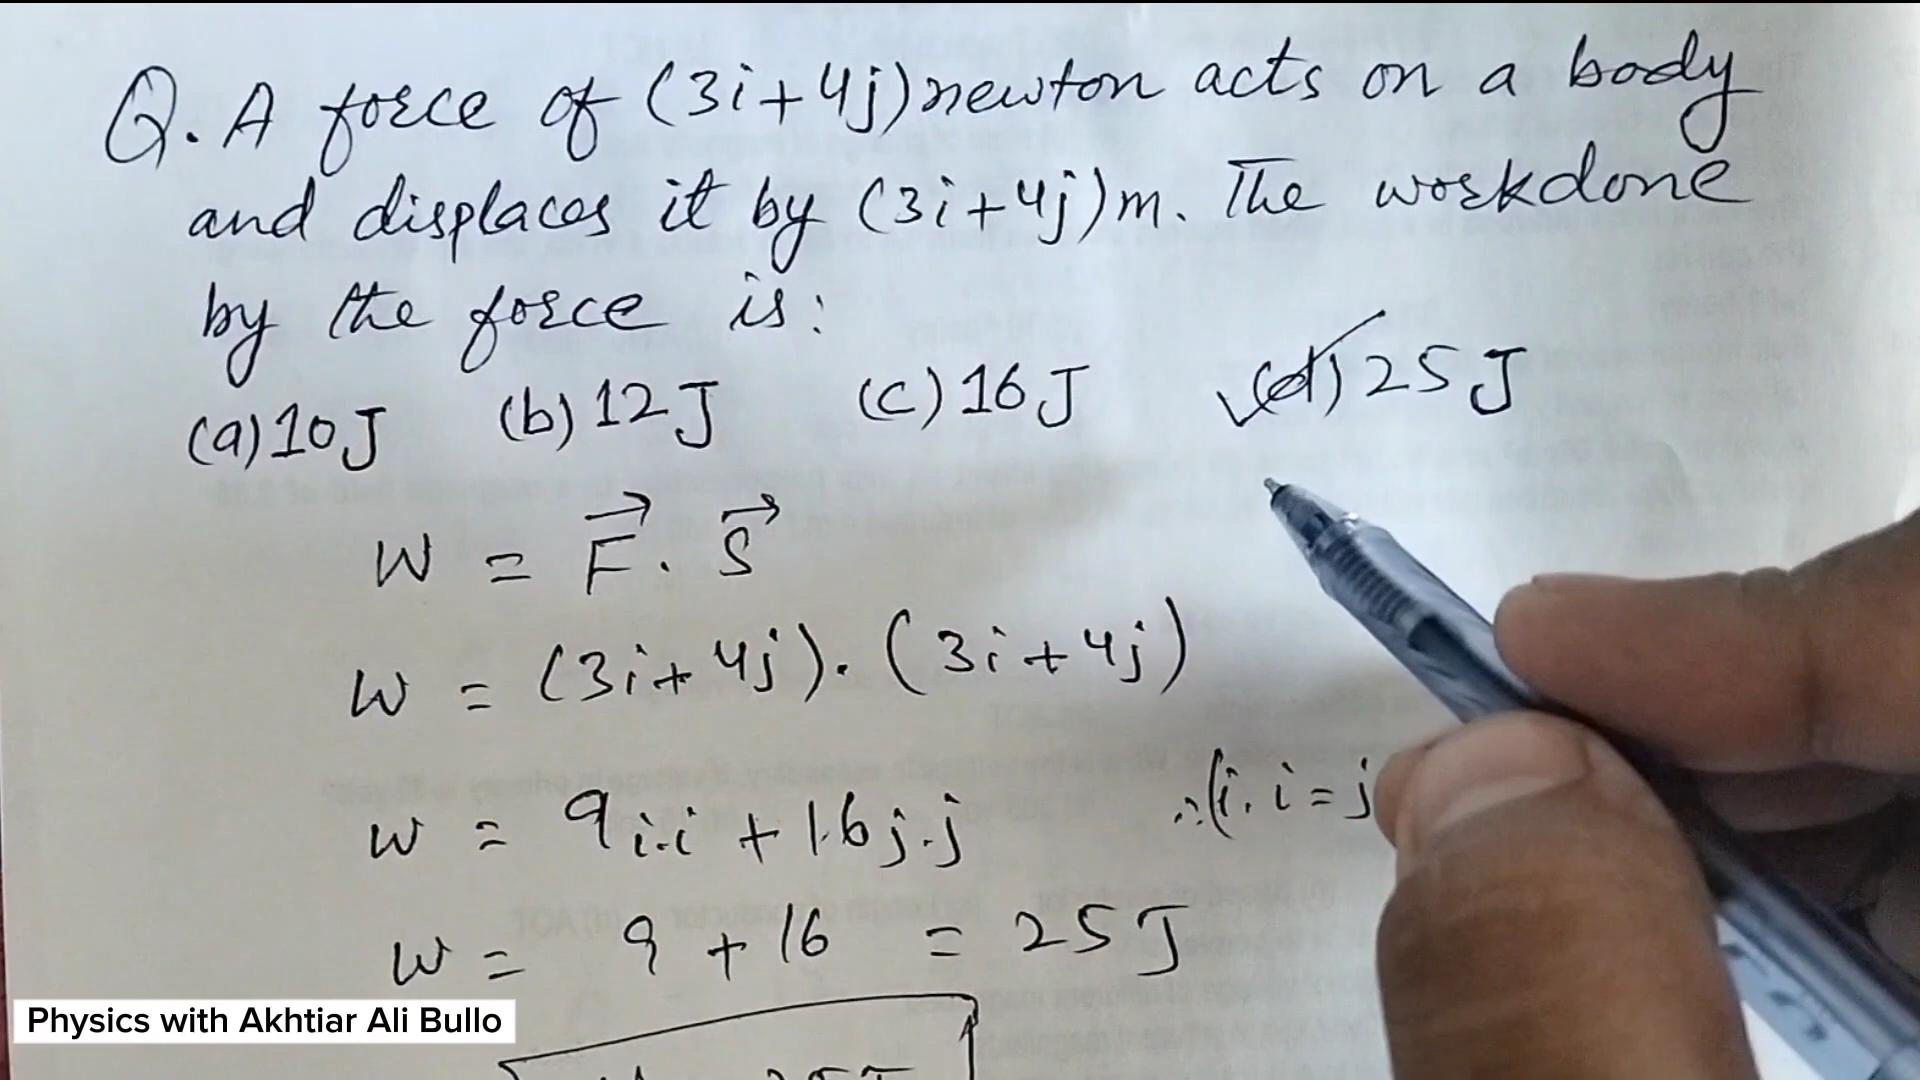 Q. A force of (3i+4j) newton acts on a body
and displaces it by (3i+4j)m. The workdone
by the force is:
(a) 10J (b) 12J (c) 16J (d) 25J
W = F⃗ . S⃗
W = (3i+4j). (3i+4j)
∴(i.i=j
W = 9i.i + 16j.j
W = 9 + 16 = 25J
Physics with Akhtiar Ali Bullo